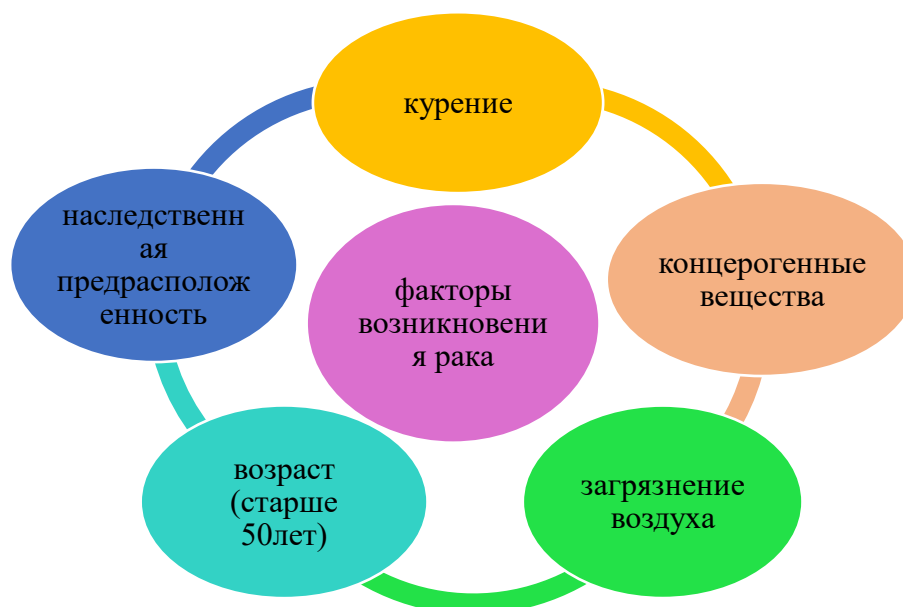 курение
наследственн
ая
предрасполож
енность
концерогенные
вещества
факторы
возникновени
я рака
возраст
(старше
50лет)
загрязнение
воздуха